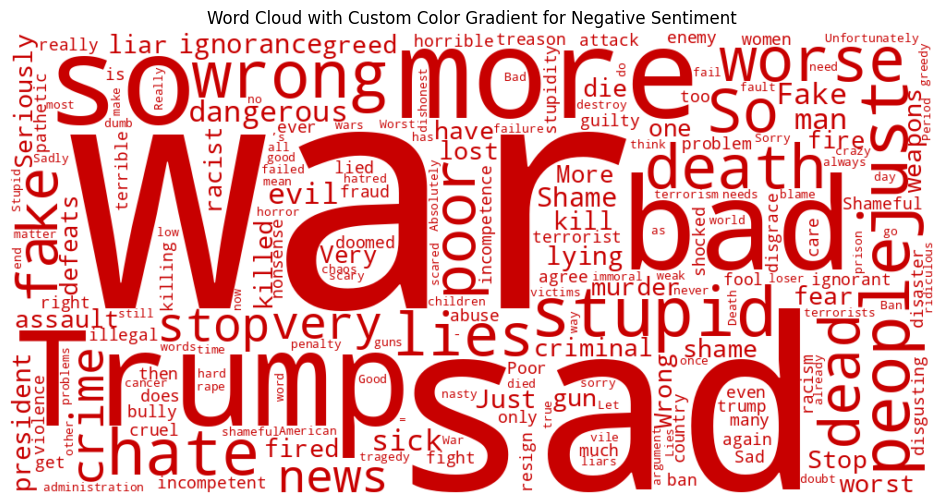 Word Cloud with Custom Color Gradient for Negative Sentiment
really liar ignorance greed horrible treason attack enemy women Unfortunately
Seriously so wrong more worse
pathetic is Really no dangerous dishonest Bad stupidity die do too fail need greedy
most make dumb destroy guilty fault So Fake man Period
Sadly terrible racist ever Wars Worst failure have has one think problem Sorry fire crazy weapons
fake War all 's good failed lied lost More death always juste
stupid mean hatred evil fraud Absolutely incompetence Shame terrorism needs blame day Shameful
matter defeats low horror doomed poor kill bad as world disgrace care go
end killing killed nonsense Very chaos scary scared terrorist shocked prison
lying agree immoral weak fool loser ignorant disaster ridiculous
right still now children victims murder never Death fear terrorists Ban
assault illegal stop very abuse - stupid shame people
words time penalty guns lies way criminal dead
president Trump sad
crime problems then hard Good Poor sorry Wrong once racism already
violence other cancer does rape word nasty died Just gun Let even trump many disgusting
bully cruel shameful American " only true country again
hate fired sick War fight resign vile much argument Lies Sad Stop
get tragedy liars ban doubt worst
administration incompetent news